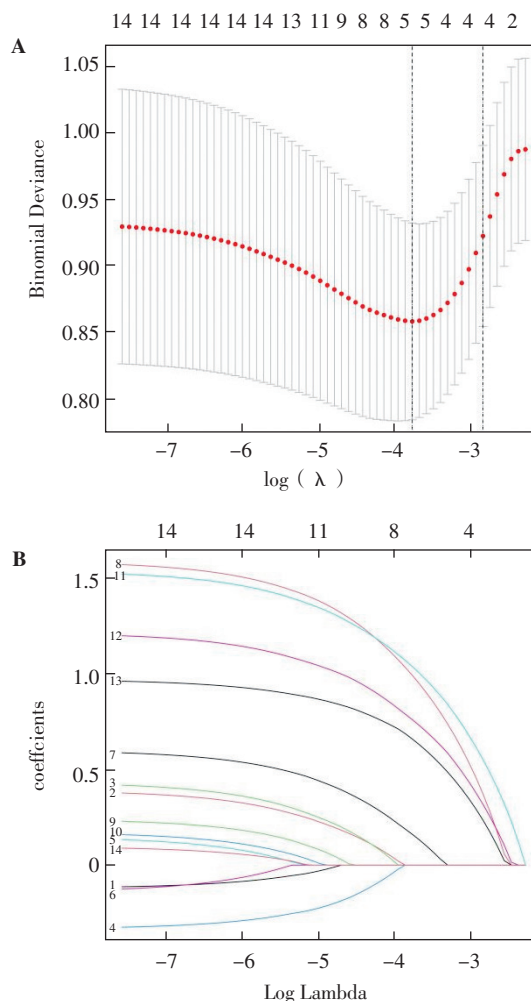 14 14 14 14 14 14 14 13 11 9 8 8 5 5 4 4 4 2
A
1.05
1.00
0.95
0.90
0.85
0.80
Binomial Deviance
-7 -6 -5 -4 -3
log ( λ )
14 14 11 8 4
B
1.5
1.0
0.5
0
coeffcients
8
11
12
13
7
3
2
9
10
5
14
1
6
4
-7 -6 -5 -4 -3
Log Lambda